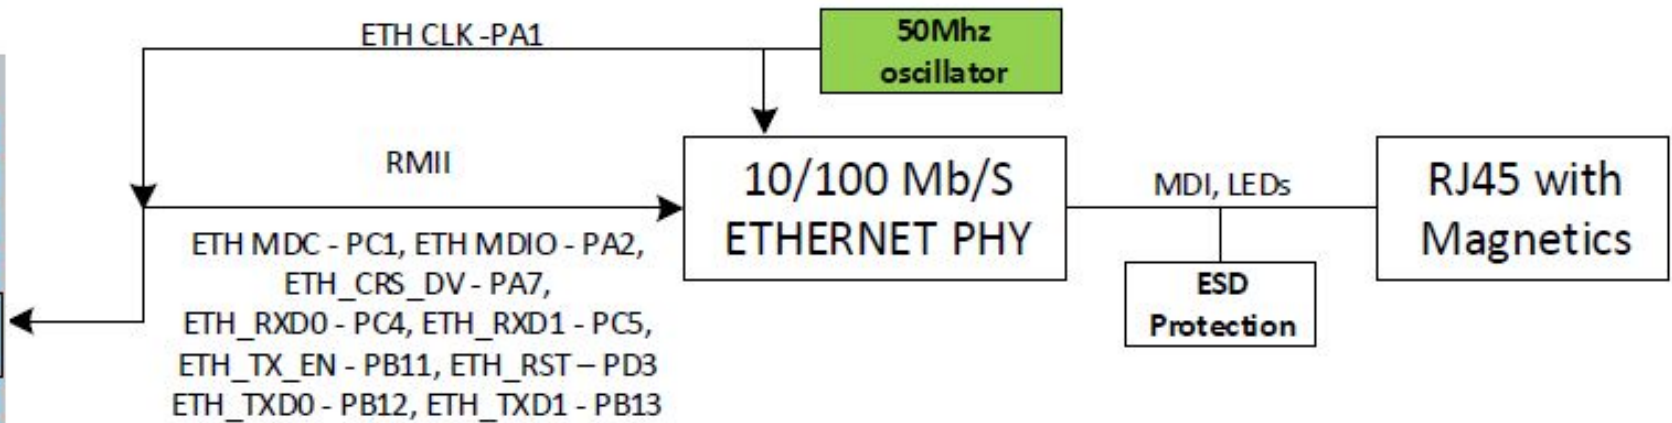 ETH CLK -PA1
50Mhz
oscillator
RMII
10/100 Mb/S
ETHERNET PHY
MDI, LEDs
RJ45 with
Magnetics
ETH MDC - PC1, ETH MDIO - PA2,
ETH_CRS_DV - PA7,
ETH_RXD0 - PC4, ETH_RXD1 - PC5,
ETH_TX_EN - PB11, ETH_RST – PD3
ETH_TXD0 - PB12, ETH_TXD1 - PB13
ESD
Protection